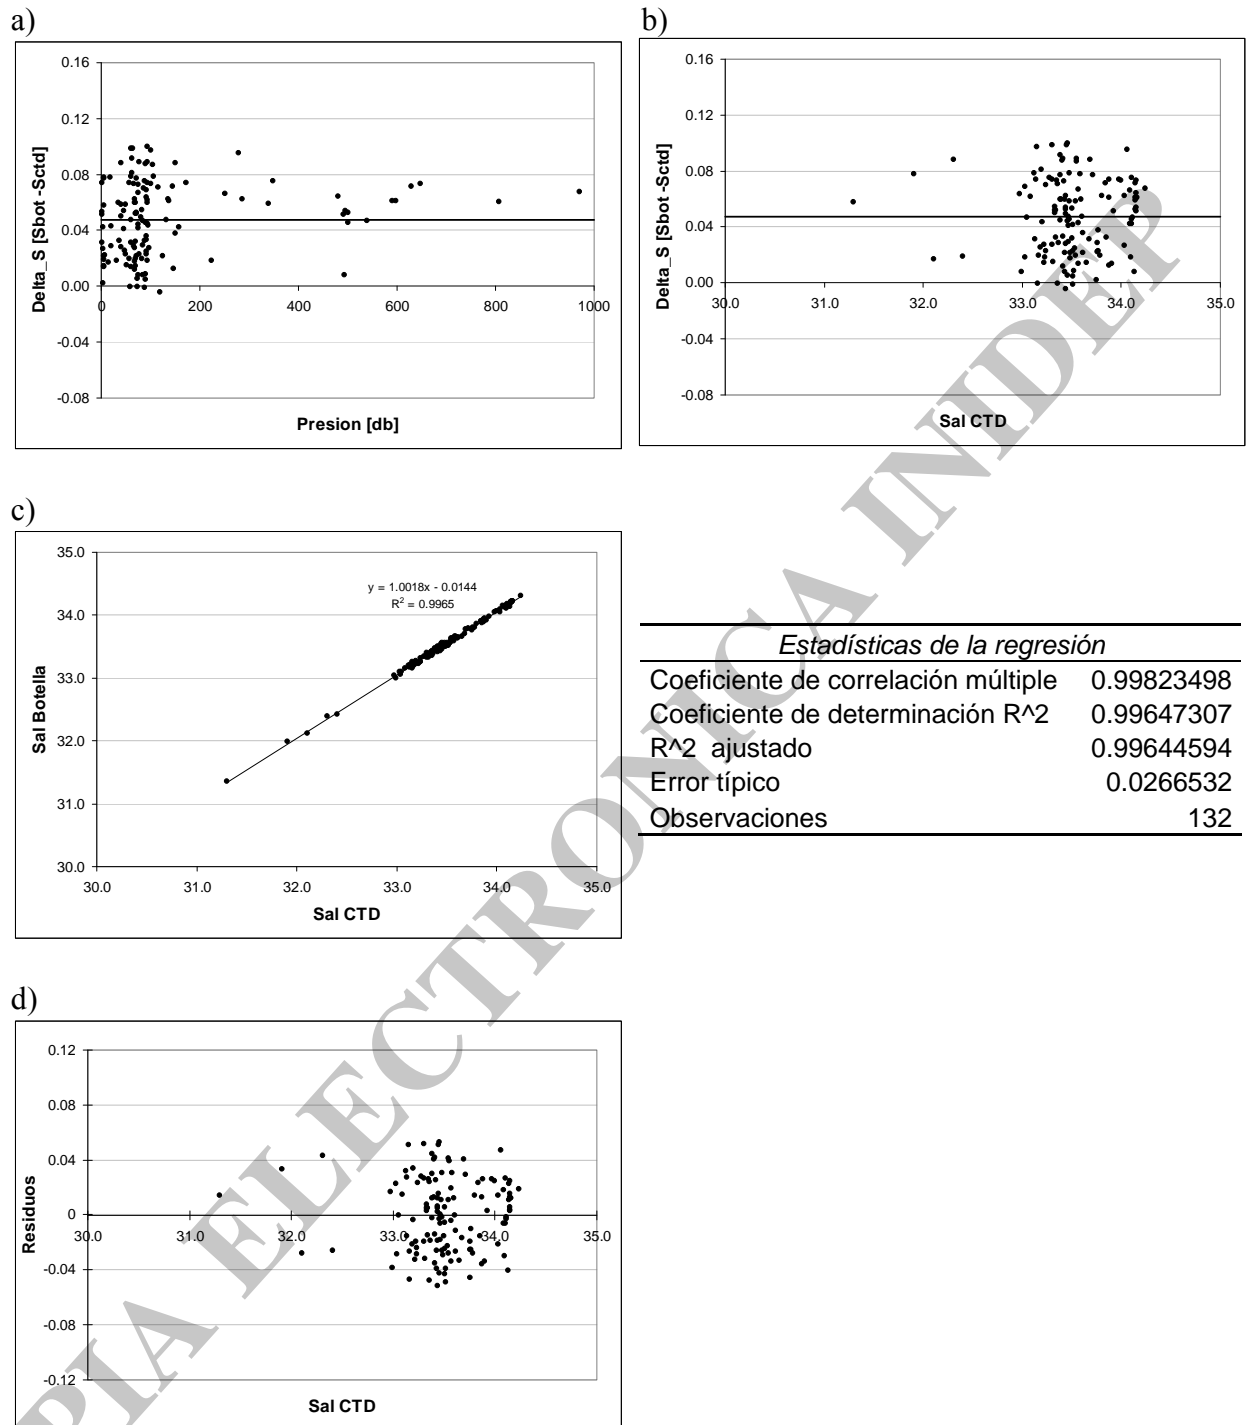 a)
0.16
0.12
0.08
0.04
0.00
-0.04
-0.08
0
200
400
600
800
1000
Delta_S [Sbot -Sctd]
Presion [db]
b)
0.16
0.12
0.08
0.04
0.00
-0.04
-0.08
30.0
31.0
32.0
33.0
34.0
35.0
Delta_S [Sbot -Sctd]
Sal CTD
c)
35.0
34.0
33.0
32.0
31.0
30.0
30.0
31.0
32.0
33.0
34.0
35.0
y = 1.0018x - 0.0144
R² = 0.9965
Sal Botella
Sal CTD
Estadísticas de la regresión
Coeficiente de correlación múltiple 0.99823498
Coeficiente de determinación R^2 0.99647307
R^2 ajustado 0.99644594
Error típico 0.0266532
Observaciones 132
d)
0.12
0.08
0.04
0
-0.04
-0.08
-0.12
30.0
31.0
32.0
33.0
34.0
35.0
Residuos
Sal CTD
PIA ELECTRONICA INIDEP